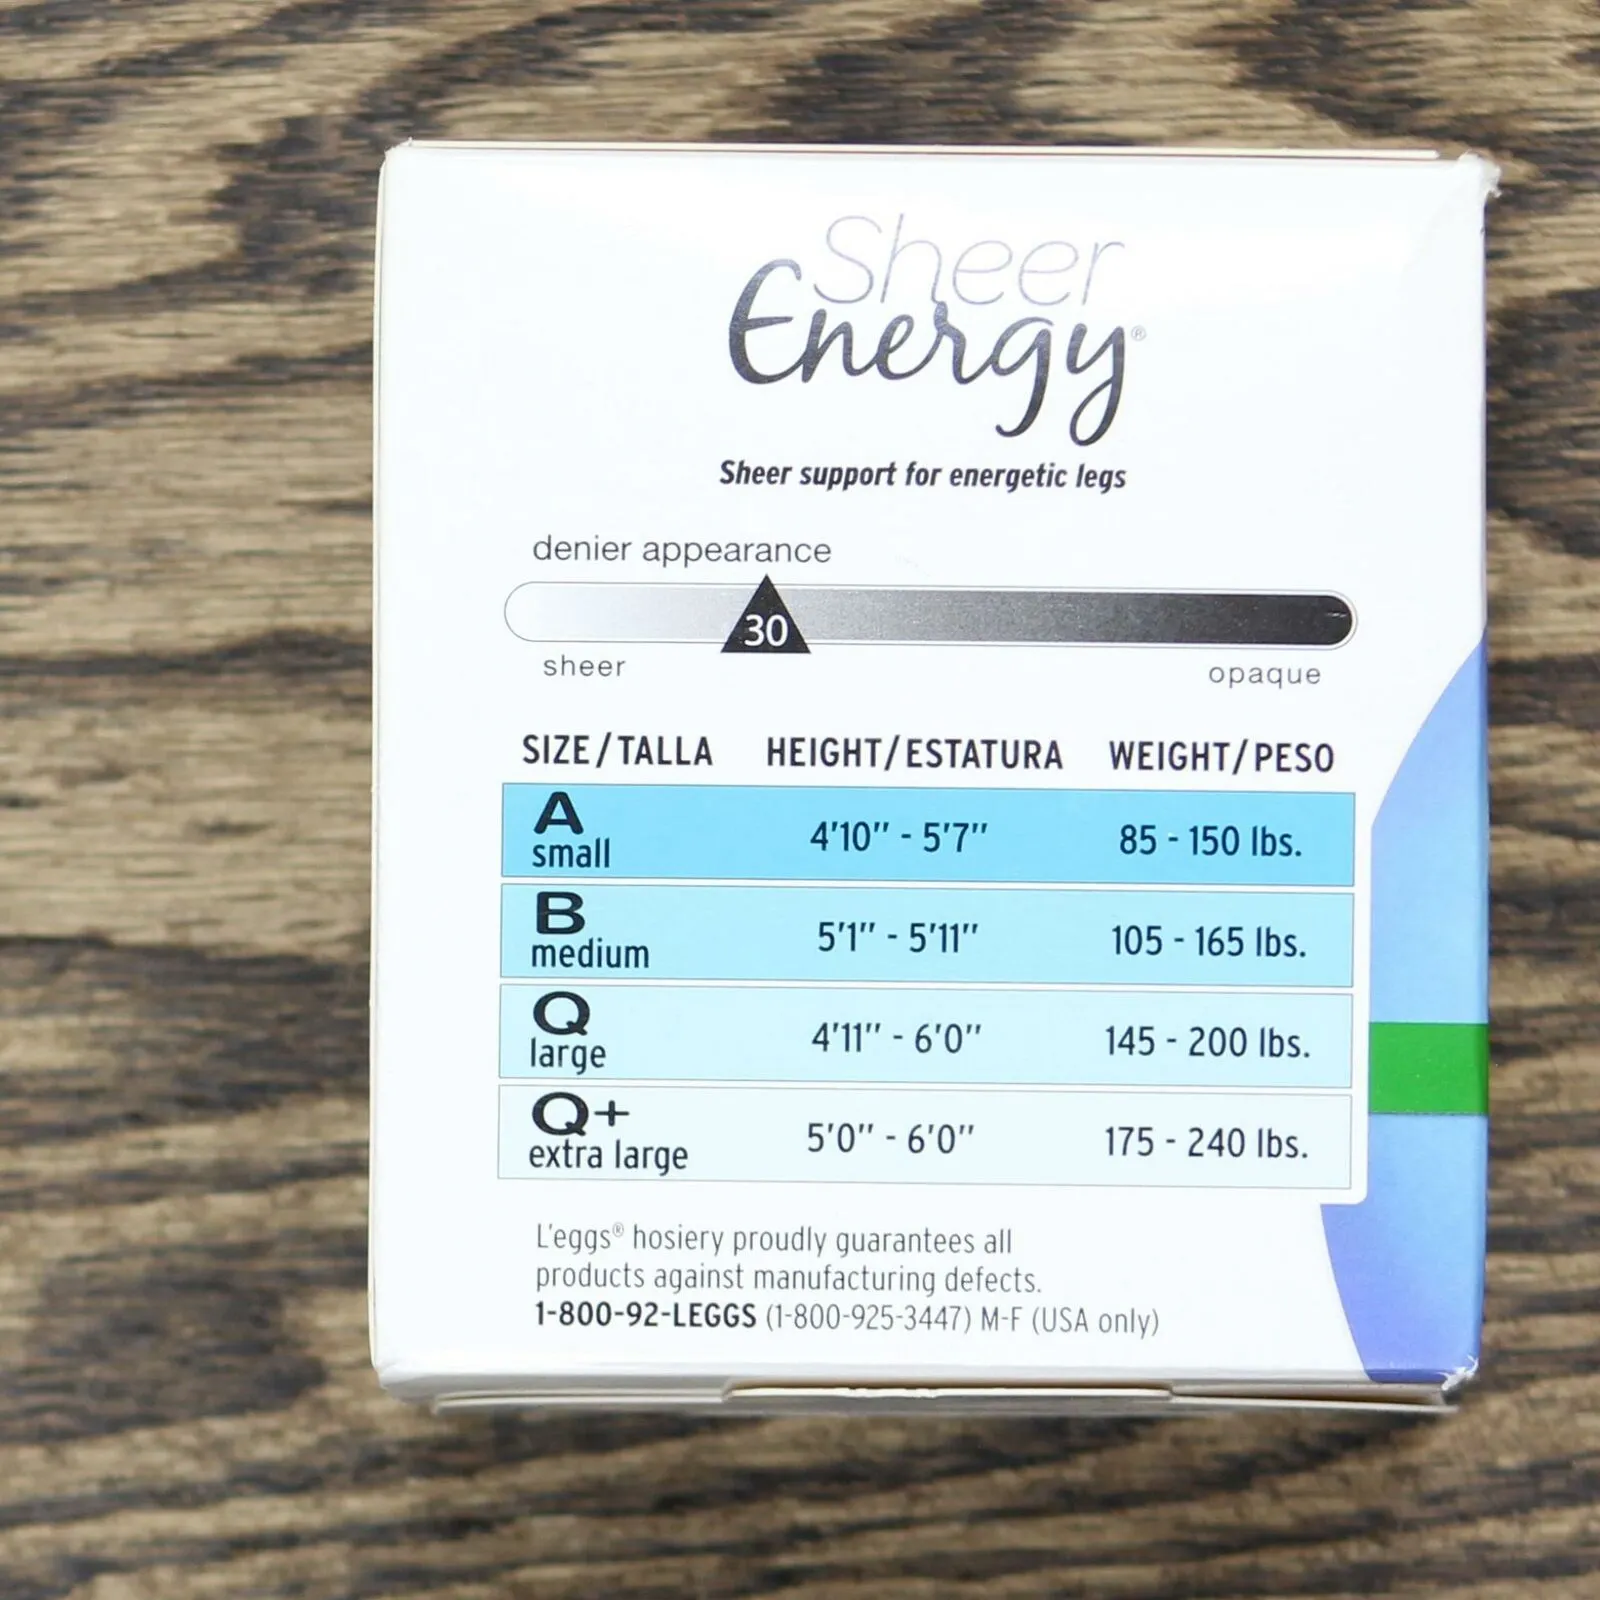 Sheer
Energy®
Sheer support for energetic legs
denier appearance
30
sheer opaque
SIZE/TALLA HEIGHT/ESTATURA WEIGHT/PESO
A
small 4'10'' - 5'7'' 85 - 150 lbs.
B
medium 5'1'' - 5'11'' 105 - 165 lbs.
Q
large 4'11'' - 6'0'' 145 - 200 lbs.
Q+
extra large 5'0'' - 6'0'' 175 - 240 lbs.
L'eggs® hosiery proudly guarantees all
products against manufacturing defects.
1-800-92-LEGGS (1-800-925-3447) M-F (USA only)